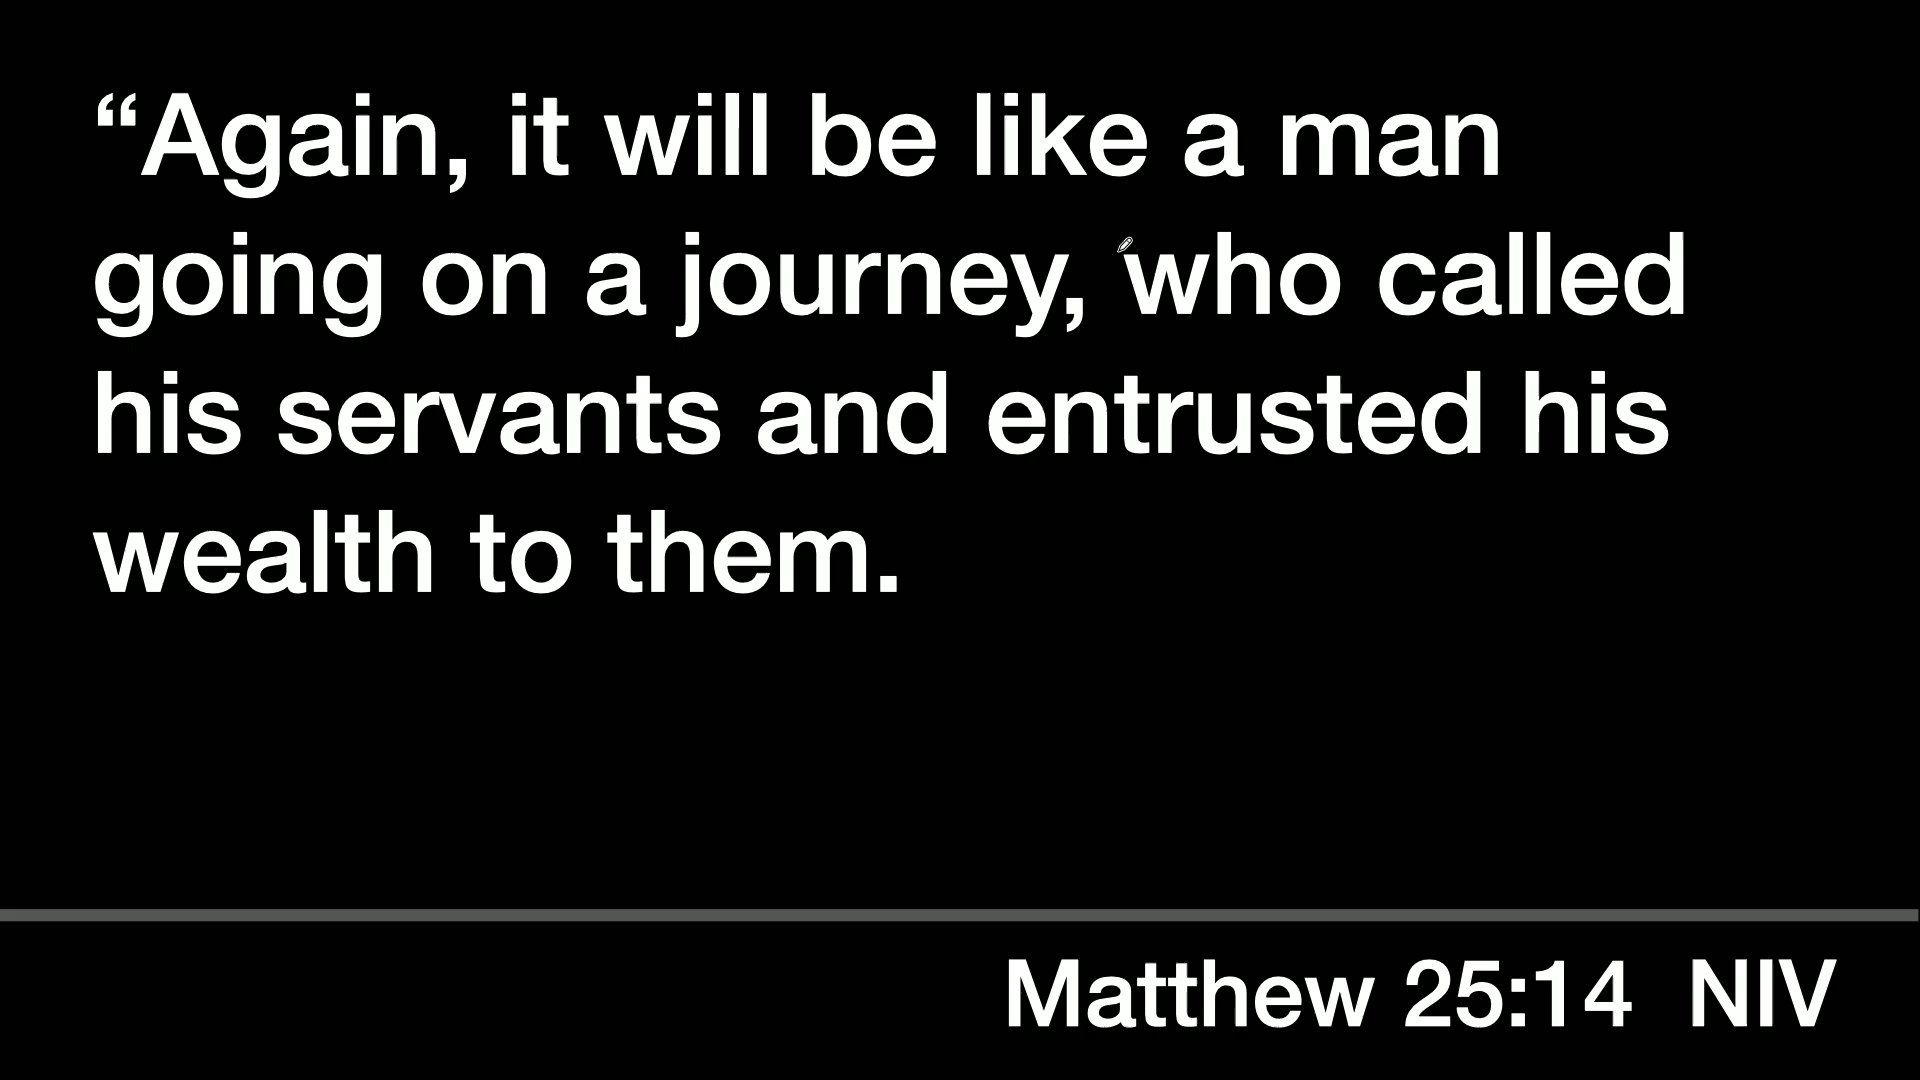 “Again, it will be like a man
going on a journey, who called
his servants and entrusted his
wealth to them.
Matthew 25:14 NIV